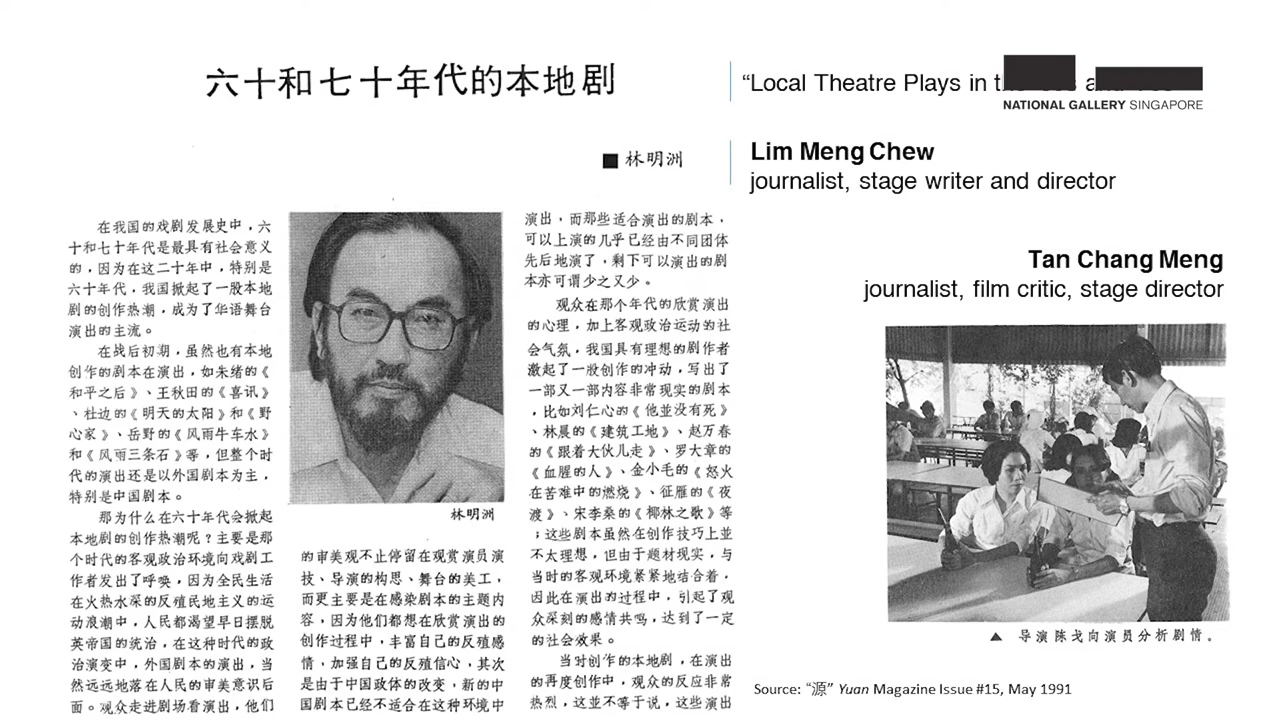 六十和七十年代的本地剧
■ 林明洲
在我国的戏剧发展史中，六
十和七十年代是最具有社会意义
的，因为在这二十年中，特别是
六十年代，我国掀起了一股本地
剧的创作热潮，成为了华语舞台
演出的主流。
在战后初期，虽然也有本地
创作的剧本在演出，如朱绪的《
和平之后》、王秋田的《喜讯》
、杜边的《明天的太阳》和《野
心家》、岳野的《风雨牛车水》
和《风雨三条石》等，但整个时
代的演出还是以外国剧本为主，
特别是中国剧本。
那为什么在六十年代会掀起
本地剧的创作热潮呢？主要是那
个时代的客观政治环境向戏剧工
作者发出了呼唤，因为全民生活
在火热水深的反殖民地主义的运
动浪潮中，人民都渴望早日摆脱
英帝国的统治，在这种时代的政
治演变中，外国剧本的演出，当
然远远地落在人民的审美意识后
面。观众走进剧场看演出，他们
林明洲
的审美观不止停留在观赏演员演
技、导演的构思、舞台的美工，
而更主要是在感染剧本的主题内
容，因为他们都想在欣赏演出的
创作过程中，丰富自己的反殖感
情，加强自己的反殖信心，其次
是由于中国政体的改变，新的中
国剧本已经不适合在这种环境中
演出，而那些适合演出的剧本，
可以上演的几乎已经由不同团体
先后地演了，剩下可以演出的剧
本亦可谓少之又少。
观众在那个年代的欣赏演出
的心理，加上客观政治运动的社
会气氛，我国具有理想的剧作者
激起了一股创作的冲动，写出了
一部又一部内容非常现实的剧本
，比如刘仁心的《他並没有死》
、林晨的《建筑工地》、赵万春
的《跟着大伙儿走》、罗大章的
《血腥的人》、金小毛的《怒火
在苦难中的燃烧》、征雁的《夜
渡》、宋李桑的《椰林之歌》等
；这些剧本虽然在创作技巧上並
不太理想，但由于题材现实，与
当时的客观环境紧紧地结合着，
因此在演出的过程中，引起了观
众深刻的感情共鸣，达到了一定
的社会效果。
当时创作的本地剧，在演出
的再度创作中，观众的反应非常
热烈，这並不等于说，这些演出
“Local Theatre Plays in
NATIONAL GALLERY SINGAPORE
Lim Meng Chew
journalist, stage writer and director
Tan Chang Meng
journalist, film critic, stage director
▲ 导演陈戈向演员分析剧情。
Source: “源” Yuan Magazine Issue #15, May 1991